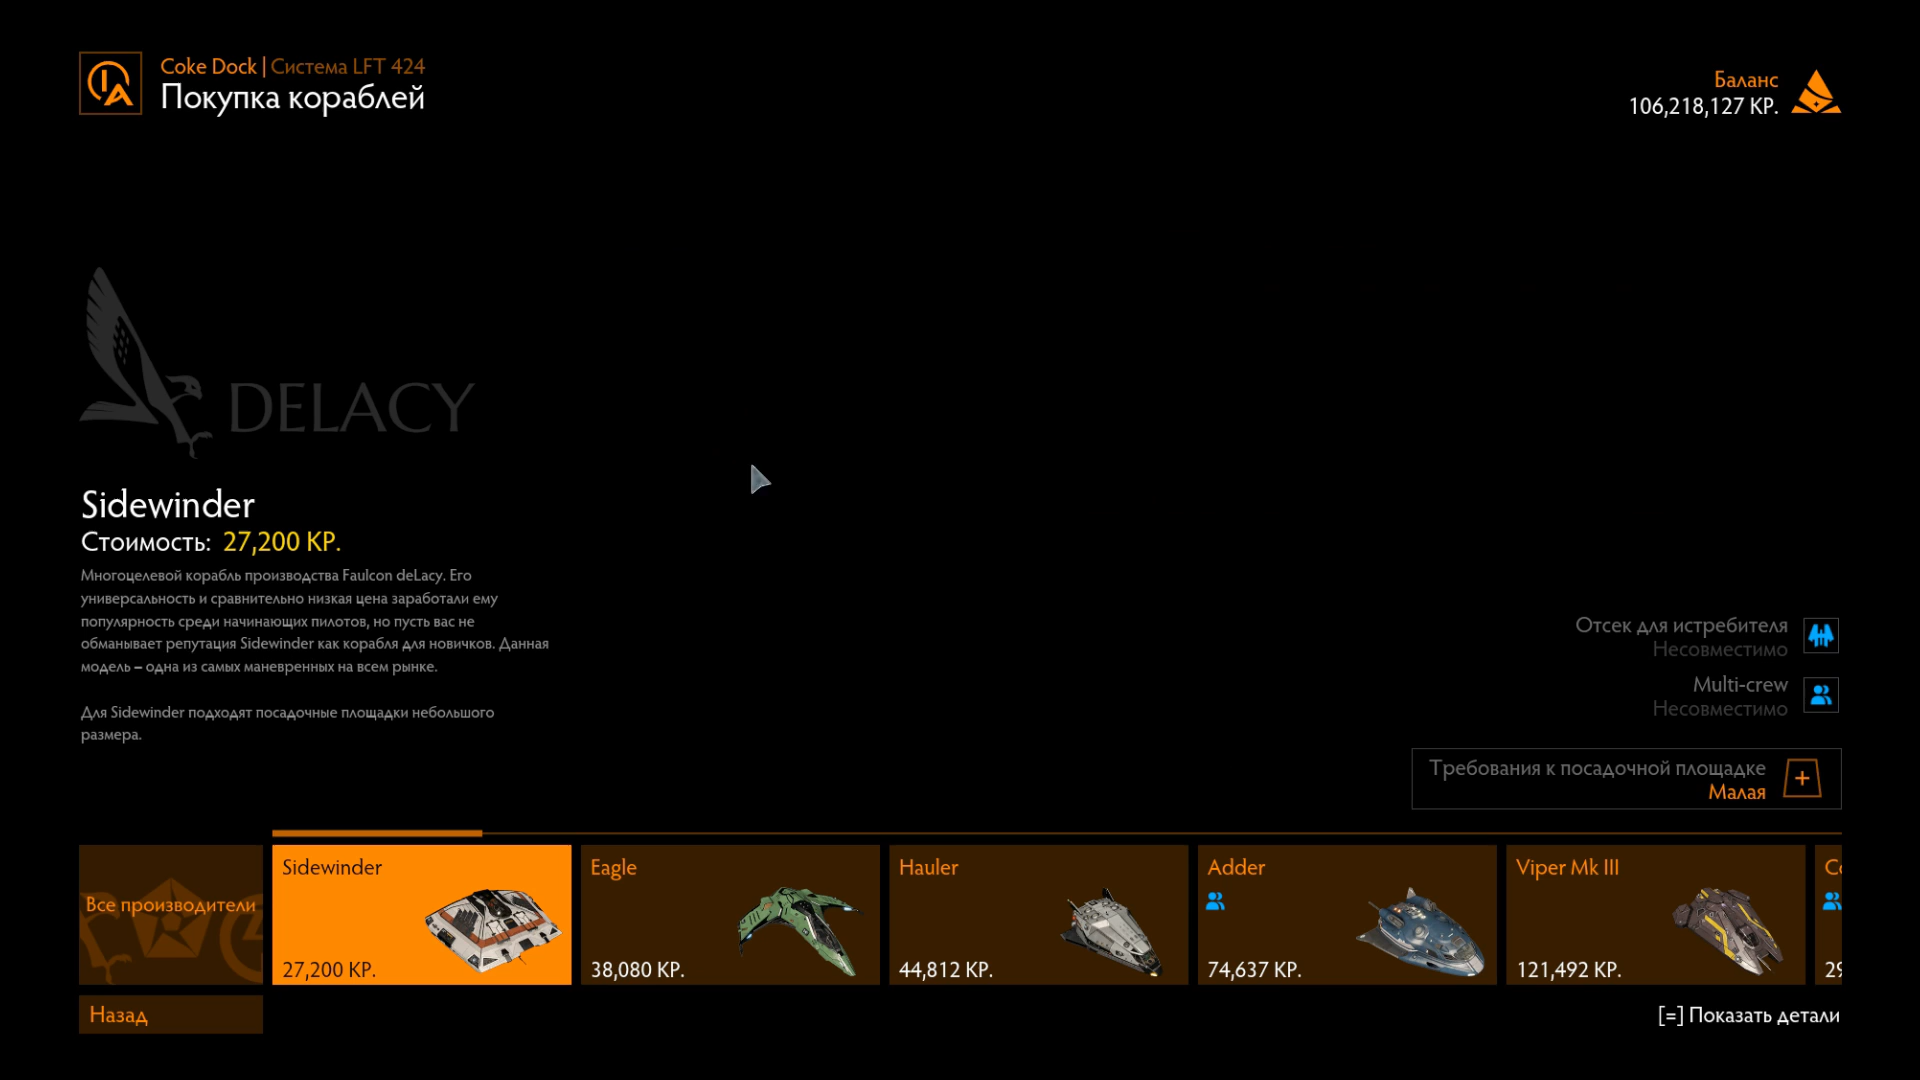 Coke Dock | Система LFT 424
Покупка кораблей
Баланс
106,218,127 КР.
DELACY
Sidewinder
Стоимость: 27,200 КР.
Многоцелевой корабль производства Faulcon deLacy. Его
универсальность и сравнительно низкая цена заработали ему
популярность среди начинающих пилотов, но пусть вас не
обманывает репутация Sidewinder как корабля для новичков. Данная
модель – одна из самых маневренных на всем рынке.
Для Sidewinder подходят посадочные площадки небольшого
размера.
Отсек для истребителя
Несовместимо
Multi-crew
Несовместимо
Требования к посадочной площадке
Малая
Все производители
Sidewinder
27,200 КР.
Eagle
38,080 КР.
Hauler
44,812 КР.
Adder
74,637 КР.
Viper Mk III
121,492 КР.
Назад
[=] Показать детали